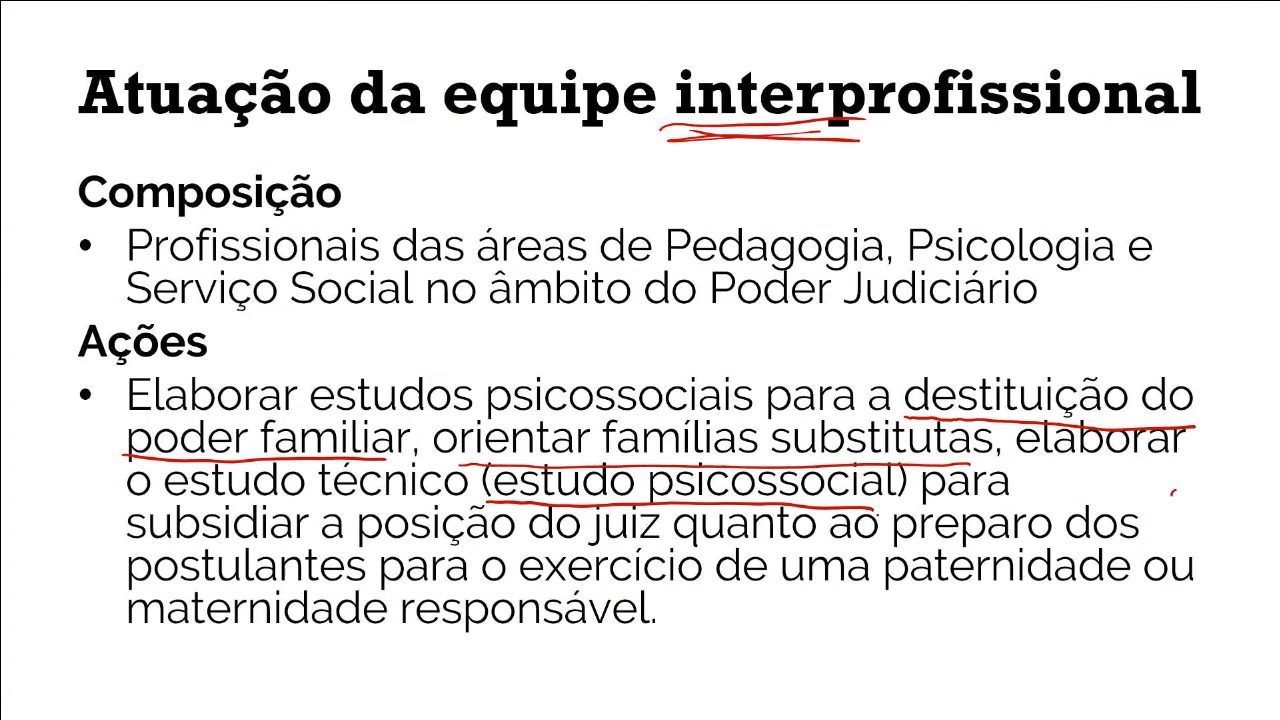 Atuação da equipe interprofissional
Composição
• Profissionais das áreas de Pedagogia, Psicologia e
Serviço Social no âmbito do Poder Judiciário
Ações
• Elaborar estudos psicossociais para a destituição do
poder familiar, orientar famílias substitutas, elaborar
o estudo técnico (estudo psicossocial) para
subsidiar a posição do juiz quanto ao preparo dos
postulantes para o exercício de uma paternidade ou
maternidade responsável.